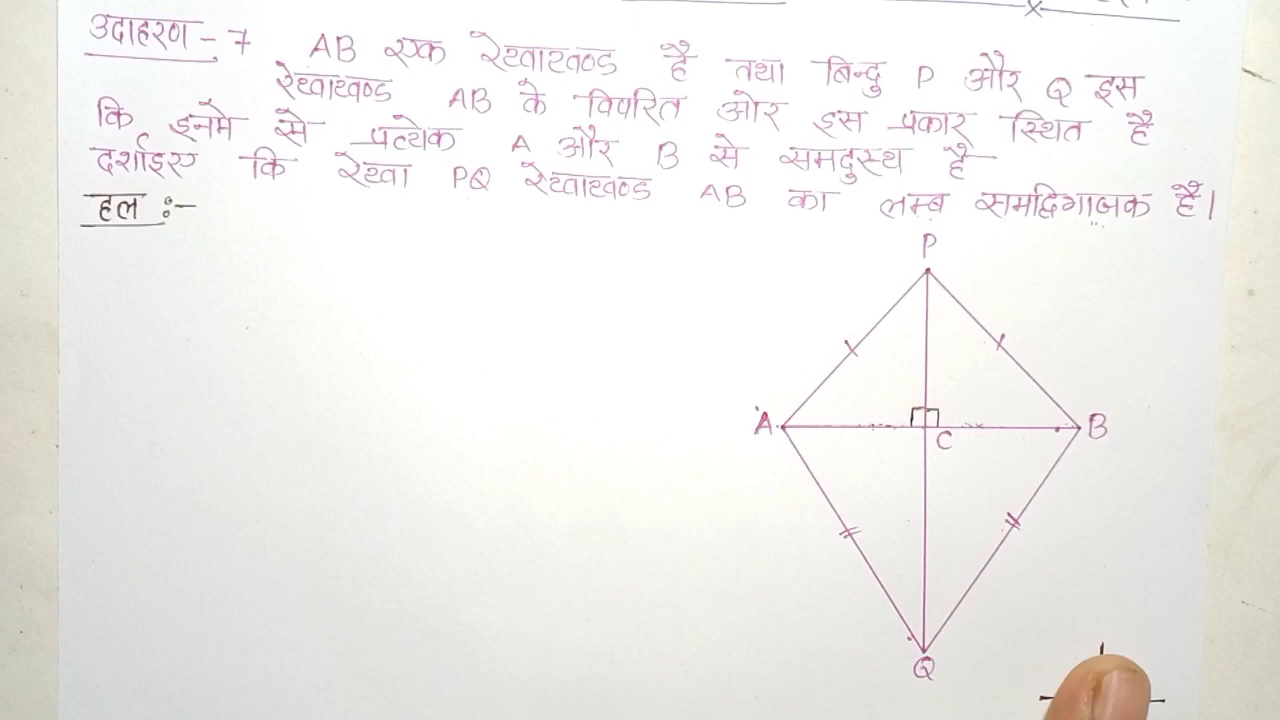 उदाहरण - 7 AB एक रेखाखण्ड है तथा बिन्दु P और Q इस
रेखाखण्ड AB के विपरित ओर इस प्रकार स्थित है
कि इनमे से प्रत्येक A और B से समदुस्थ है
दर्शाइए कि रेखा PQ रेखाखण्ड AB का लम्ब समद्विभाजक है।
हल :-
P
A
B
C
Q